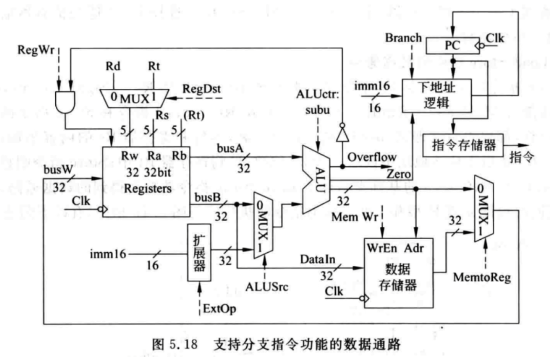 Branch
PC
Clk
RegWr
Rd
Rt
RegDst
0 MUX 1
ALUctr:
subu
imm16
16
下地址
逻辑
Rs
(Rt)
5
5
5
指令存储器
指令
busA
32
Overflow
Zero
busW
32
Rw
32
32bit
Rb
Registers
ALU
Clk
busB
32
0
MUX
1
Mem Wr
32
0
MUX
1
WrEn Adr
imm16
16
扩展器
32
DataIn
32
数据
存储器
32
Clk
MemtoReg
ExtOp
ALUSrc
图 5.18 支持分支指令功能的数据通路